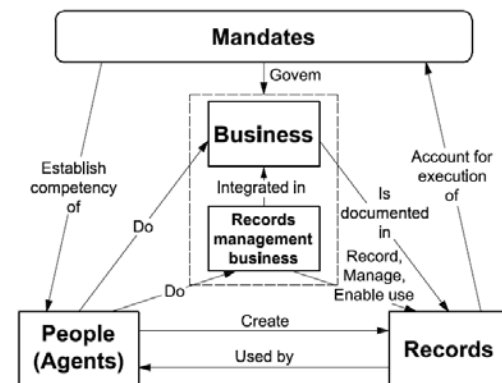 Mandates
Govem
Business
Establish
competency
of
Integrated in
Account for
execution
of
Do
Records
management
business
Is
documented
in
Record,
Manage,
Enable use
Do
People
(Agents)
Create
Used by
Records